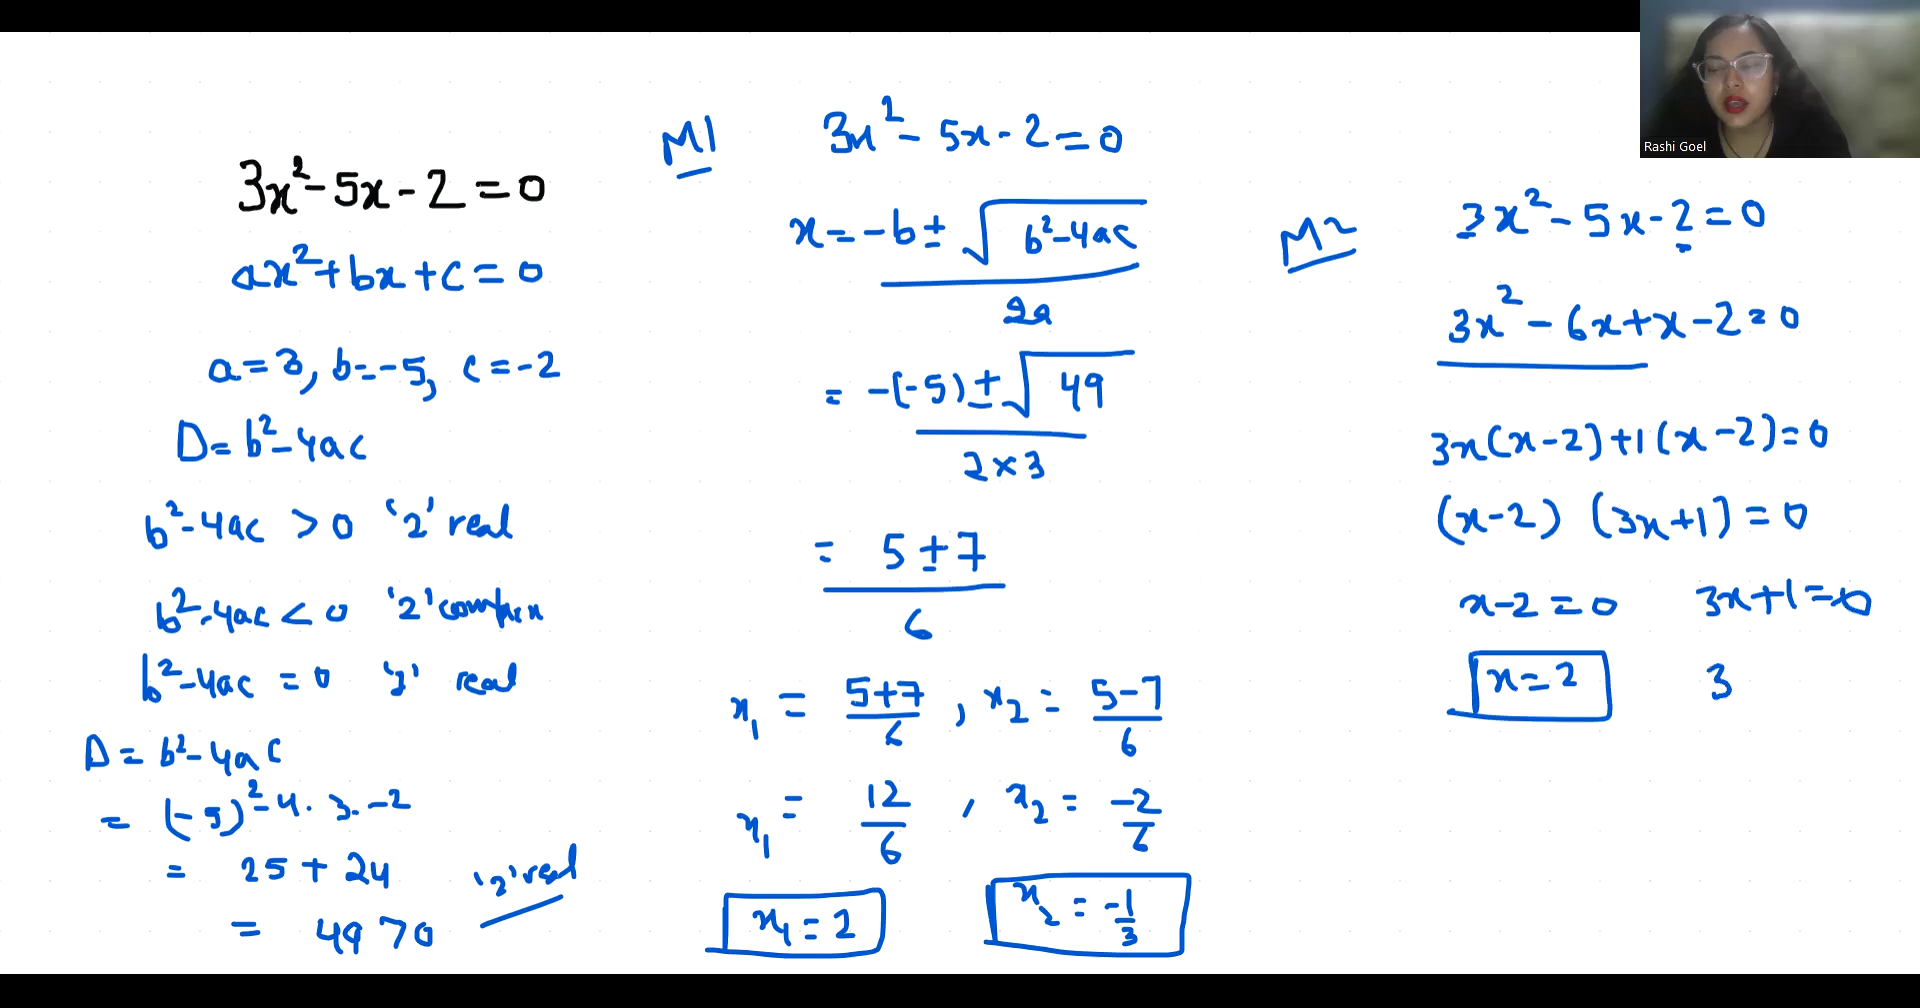 3x²-5x-2=0
ax²+bx+c=0
a=3, b=-5, c=-2
D=b²-4ac
b²-4ac > 0 '2' real
b²-4ac < 0 '2' complex
b²-4ac = 0 '1' real
D = b²-4ac
= (-5)²-4.3.-2
= 25+24
= 49>0 '2' real
M1
3x²-5x-2=0
x=-b±√b²-4ac
2a
= -(-5)±√49
2×3
= 5±7
6
x₁ = 5+7/6, x₂ = 5-7/6
x₁ = 12/6, x₂ = -2/6
x₁=2 x₂=-1/3
Rashi Goel
M2
3x²-5x-2=0
3x²-6x+x-2=0
3x(x-2)+1(x-2)=0
(x-2) (3x+1)=0
x-2=0 3x+1=0
x=2 3